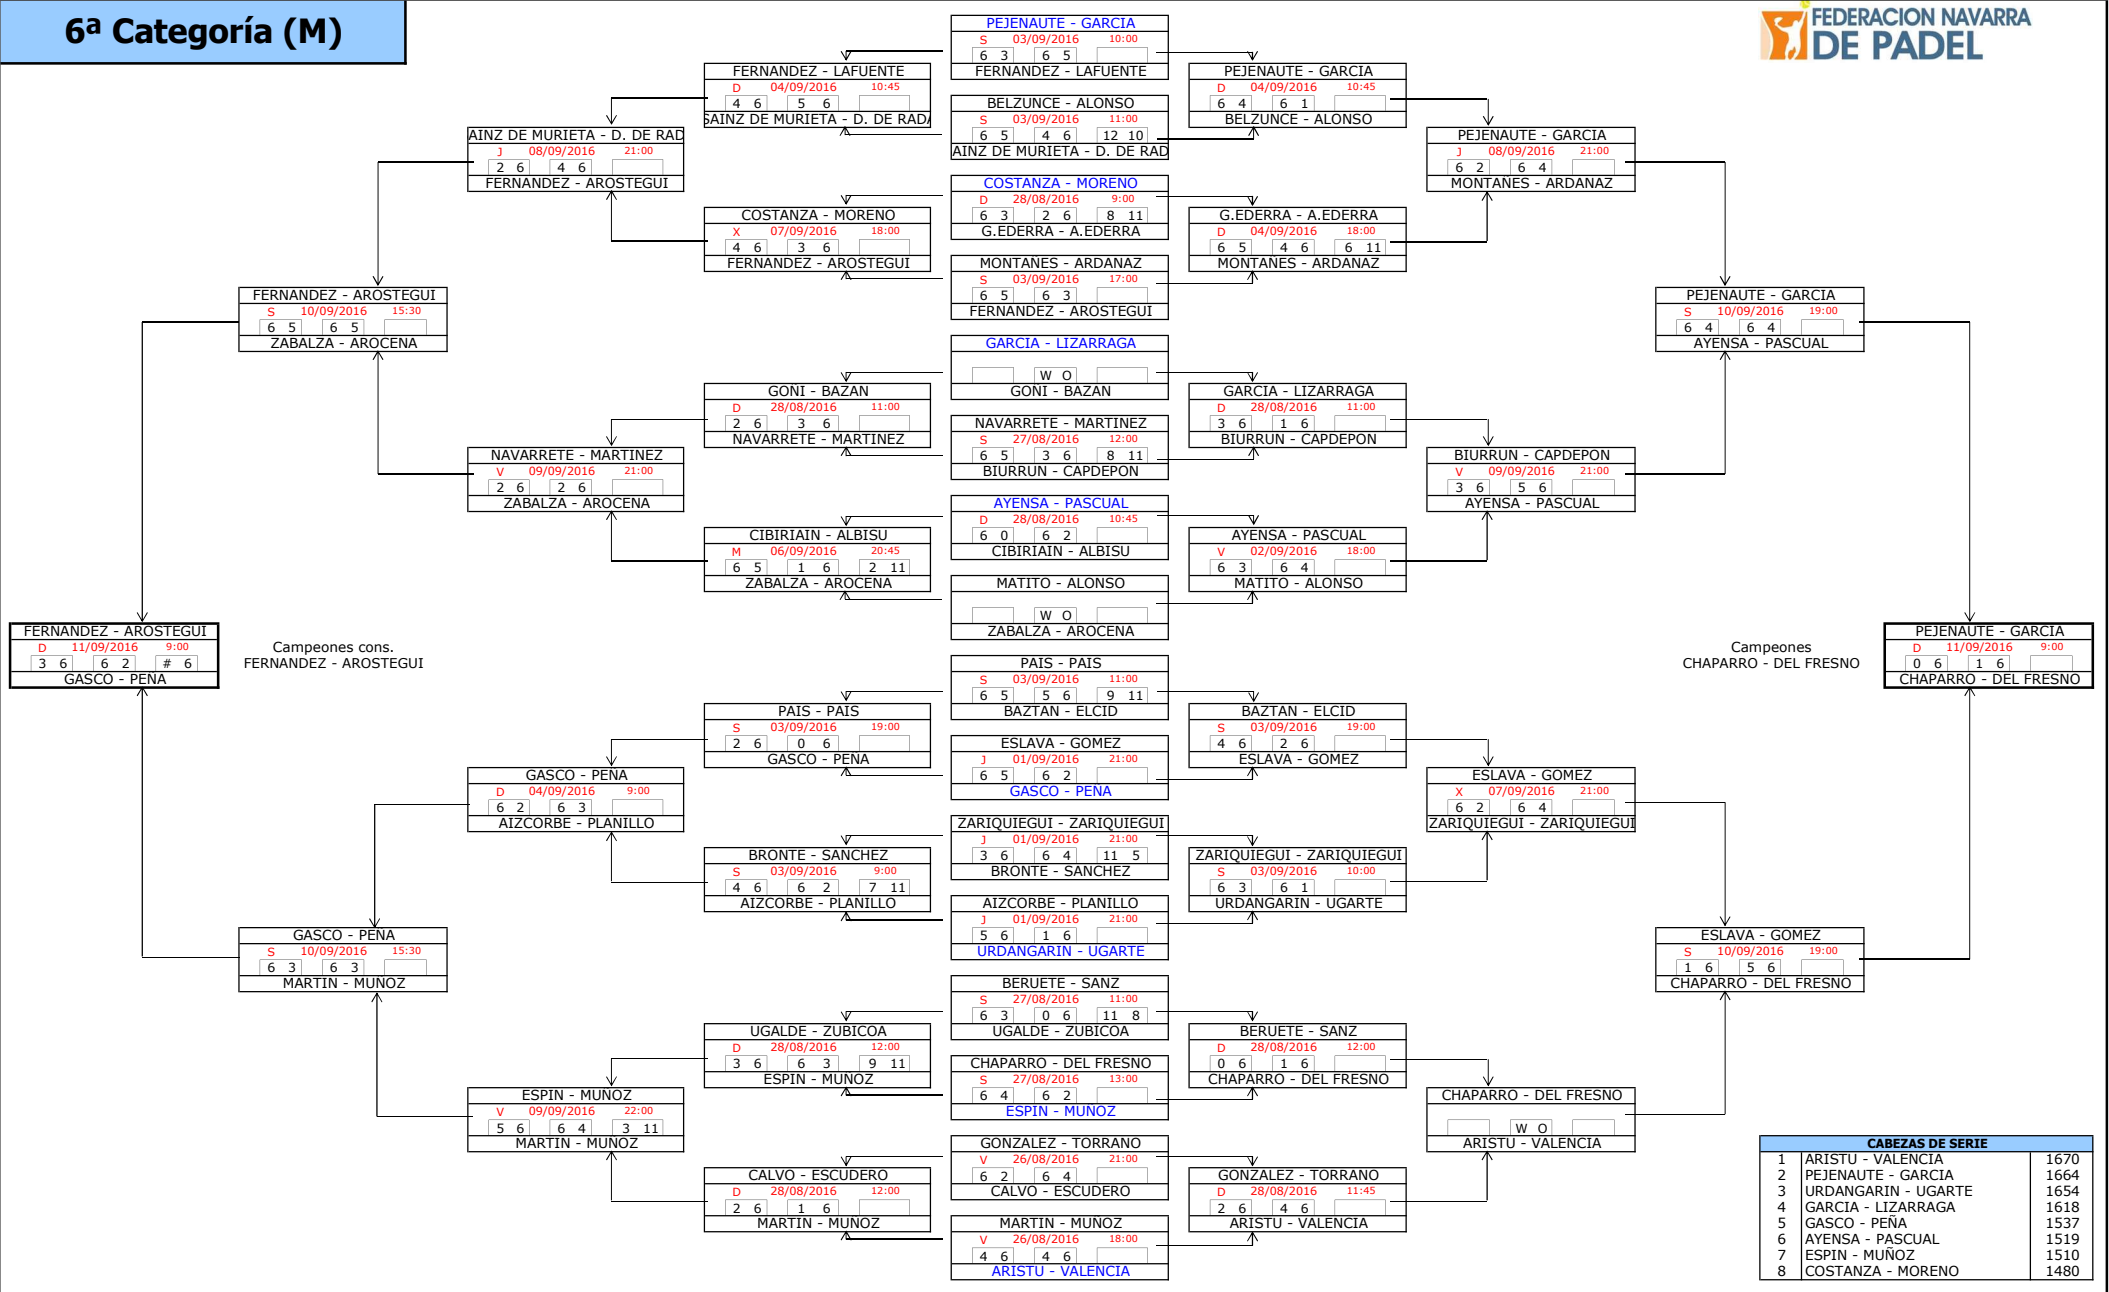 6ª Categoría (M)
FEDERACION NAVARRA
DE PADEL
PEJENAUTE - GARCIA
S 03/09/2016 10:00
6 3 6 5
FERNANDEZ - LAFUENTE
BELZUNCE - ALONSO
S 03/09/2016 11:00
6 5 4 6 12 10
AINZ DE MURIETA - D. DE RAD
COSTANZA - MORENO
D 28/08/2016 9:00
6 3 2 6 8 11
G.EDERRA - A.EDERRA
MONTAÑES - ARDANAZ
S 03/09/2016 17:00
6 5 6 3
FERNANDEZ - AROSTEGUI
GARCIA - LIZARRAGA
W O
GOÑI - BAZAN
NAVARRETE - MARTINEZ
S 27/08/2016 12:00
6 5 3 6 8 11
BIURRUN - CAPDEPON
AYENSA - PASCUAL
D 28/08/2016 10:45
6 0 6 2
CIBIRIAIN - ALBISU
MATITO - ALONSO
W O
ZABALZA - AROCENA
PAIS - PAIS
S 03/09/2016 11:00
6 5 5 6 9 11
BAZTAN - ELCID
ESLAVA - GOMEZ
J 01/09/2016 21:00
6 5 6 2
GASCO - PEÑA
ZARIQUIEGUI - ZARIQUIEGUI
J 01/09/2016 21:00
3 6 6 4 11 5
BRONTE - SANCHEZ
AIZCORBE - PLANILLO
J 01/09/2016 21:00
5 6 1 6
URDANGARIN - UGARTE
BERUETE - SANZ
S 27/08/2016 11:00
6 3 0 6 11 8
UGALDE - ZUBICOA
CHAPARRO - DEL FRESNO
S 27/08/2016 13:00
6 4 6 2
ESPIN - MUÑOZ
GONZALEZ - TORRANO
V 26/08/2016 21:00
6 2 6 4
CALVO - ESCUDERO
MARTIN - MUÑOZ
V 26/08/2016 18:00
4 6 4 6
ARISTU - VALENCIA
FERNANDEZ - LAFUENTE
D 04/09/2016 10:45
4 6 5 6
SAINZ DE MURIETA - D. DE RADA
COSTANZA - MORENO
X 07/09/2016 18:00
4 6 3 6
FERNANDEZ - AROSTEGUI
GOÑI - BAZAN
D 28/08/2016 11:00
2 6 3 6
NAVARRETE - MARTINEZ
CIBIRIAIN - ALBISU
M 06/09/2016 20:45
6 5 1 6 2 11
ZABALZA - AROCENA
PAIS - PAIS
S 03/09/2016 19:00
2 6 0 6
GASCO - PEÑA
BRONTE - SANCHEZ
S 03/09/2016 9:00
4 6 6 2 7 11
AIZCORBE - PLANILLO
UGALDE - ZUBICOA
D 28/08/2016 12:00
3 6 6 3 9 11
ESPIN - MUÑOZ
CALVO - ESCUDERO
D 28/08/2016 12:00
2 6 1 6
MARTIN - MUÑOZ
AINZ DE MURIETA - D. DE RAD
J 08/09/2016 21:00
2 6 4 6
FERNANDEZ - AROSTEGUI
NAVARRETE - MARTINEZ
V 09/09/2016 21:00
2 6 2 6
ZABALZA - AROCENA
GASCO - PEÑA
D 04/09/2016 9:00
6 2 6 3
AIZCORBE - PLANILLO
ESPIN - MUÑOZ
V 09/09/2016 22:00
5 6 6 4 3 11
MARTIN - MUÑOZ
FERNANDEZ - AROSTEGUI
S 10/09/2016 15:30
6 5 6 5
ZABALZA - AROCENA
GASCO - PEÑA
S 10/09/2016 15:30
6 3 6 3
MARTIN - MUÑOZ
FERNANDEZ - AROSTEGUI
D 11/09/2016 9:00
3 6 6 2 # 6
GASCO - PEÑA
Campeones cons.
FERNANDEZ - AROSTEGUI
PEJENAUTE - GARCIA
D 04/09/2016 10:45
6 4 6 1
BELZUNCE - ALONSO
G.EDERRA - A.EDERRA
D 04/09/2016 18:00
6 5 4 6 6 11
MONTAÑES - ARDANAZ
GARCIA - LIZARRAGA
D 28/08/2016 11:00
3 6 1 6
BIURRUN - CAPDEPON
AYENSA - PASCUAL
V 02/09/2016 18:00
6 3 6 4
MATITO - ALONSO
BAZTAN - ELCID
S 03/09/2016 19:00
4 6 2 6
ESLAVA - GOMEZ
ZARIQUIEGUI - ZARIQUIEGUI
S 03/09/2016 10:00
6 3 6 1
URDANGARIN - UGARTE
BERUETE - SANZ
D 28/08/2016 12:00
0 6 1 6
CHAPARRO - DEL FRESNO
GONZALEZ - TORRANO
D 28/08/2016 11:45
2 6 4 6
ARISTU - VALENCIA
PEJENAUTE - GARCIA
J 08/09/2016 21:00
6 2 6 4
MONTAÑES - ARDANAZ
BIURRUN - CAPDEPON
V 09/09/2016 21:00
3 6 5 6
AYENSA - PASCUAL
ESLAVA - GOMEZ
X 07/09/2016 21:00
6 2 6 4
ZARIQUIEGUI - ZARIQUIEGUI
CHAPARRO - DEL FRESNO
W O
ARISTU - VALENCIA
PEJENAUTE - GARCIA
S 10/09/2016 19:00
6 4 6 4
AYENSA - PASCUAL
ESLAVA - GOMEZ
S 10/09/2016 19:00
1 6 5 6
CHAPARRO - DEL FRESNO
Campeones
CHAPARRO - DEL FRESNO
PEJENAUTE - GARCIA
D 11/09/2016 9:00
0 6 1 6
CHAPARRO - DEL FRESNO
CABEZAS DE SERIE
1 ARISTU - VALENCIA 1670
2 PEJENAUTE - GARCIA 1664
3 URDANGARIN - UGARTE 1654
4 GARCIA - LIZARRAGA 1618
5 GASCO - PEÑA 1537
6 AYENSA - PASCUAL 1519
7 ESPIN - MUÑOZ 1510
8 COSTANZA - MORENO 1480